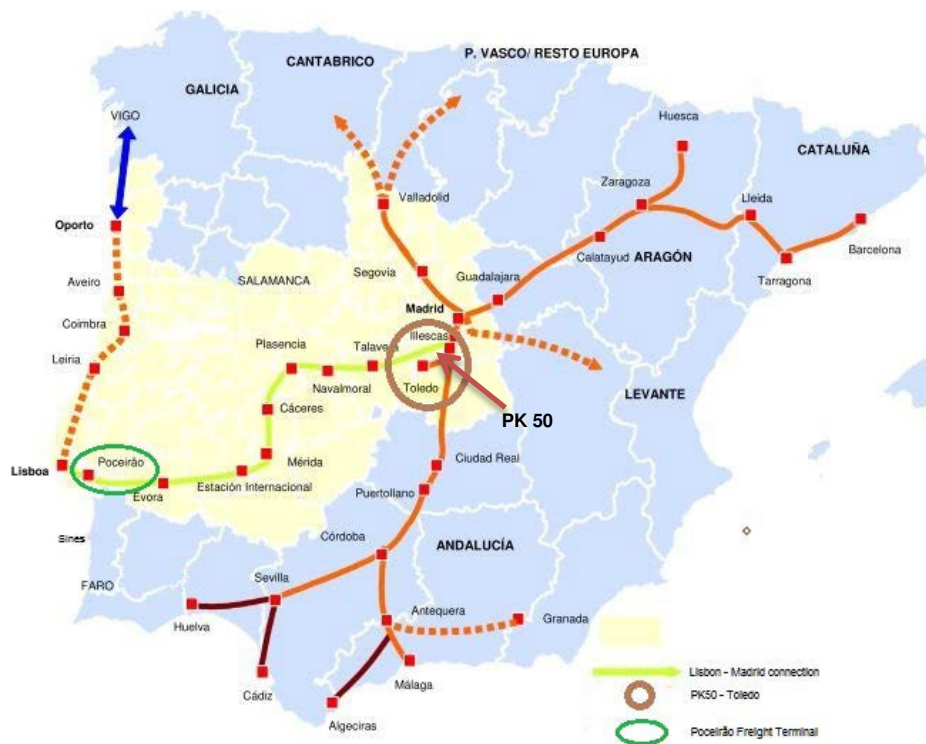 P. VASCO/ RESTO EUROPA
CANTABRICO
GALICIA
VIGO
Huesca
CATALUÑA
Zaragoza
Valladolid
Lleida
Oporto
Barcelona
Calatayud
ARAGÓN
Segovia
Guadalajara
SALAMANCA
Tarragona
Aveiro
Madrid
Coimbra
Illescas
Plasencia
Talavera
Leiria
Navalmoral
Toledo
LEVANTE
Cáceres
PK 50
Lisboa
Poceirão
Mérida
Ciudad Real
Evora
Estación Internacional
Puertollano
Sines
Córdoba
ANDALUCÍA
FARO
Sevilla
Huelva
Antequera
Granada
Cádiz
Málaga
Algeciras
Lisbon - Madrid connection
PK50 - Toledo
Poceirão Freight Terminal